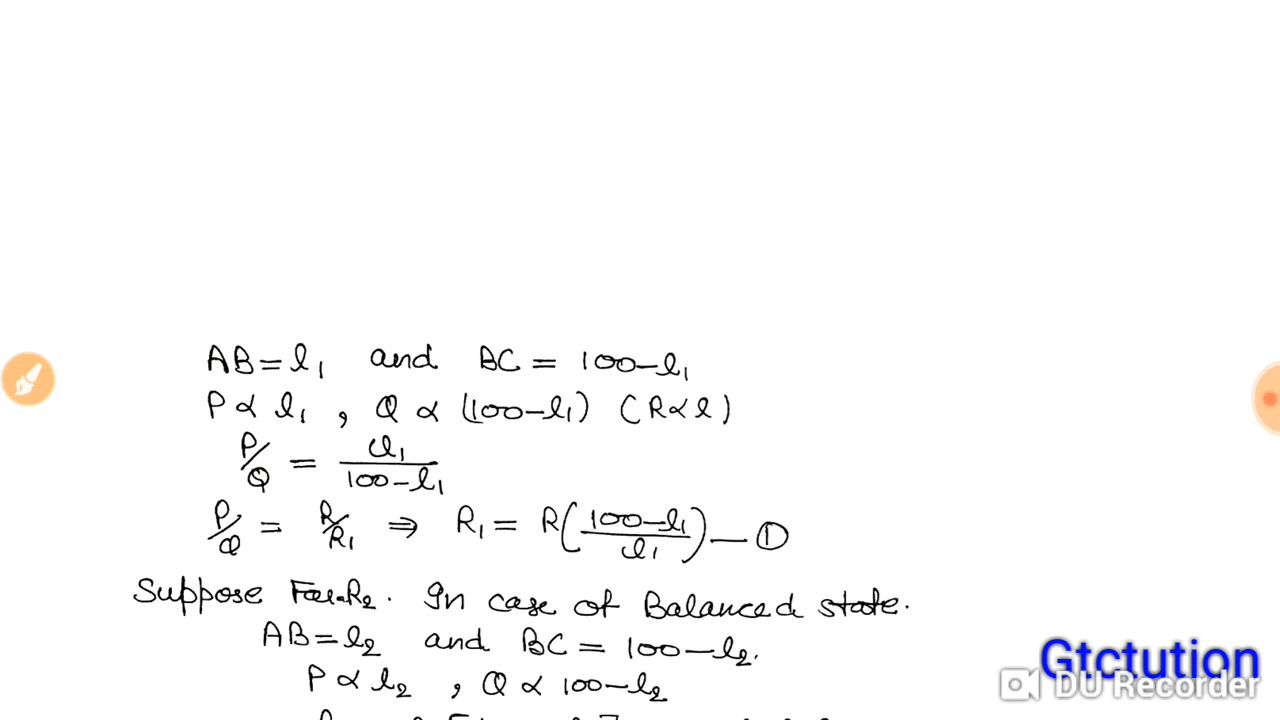 AB = l₁ and BC = 100-l₁
P ∝ l₁ , Q ∝ (100-l₁) (R ∝ l)
P/Q = l₁/(100-l₁)
P/Q = R/R₁ ⇒ R₁ = R((100-l₁)/l₁) — ①
Suppose For R₂. In case of Balanced state.
AB = l₂ and BC = 100-l₂.
P ∝ l₂ , Q ∝ 100-l₂
Gtctution
DU Recorder